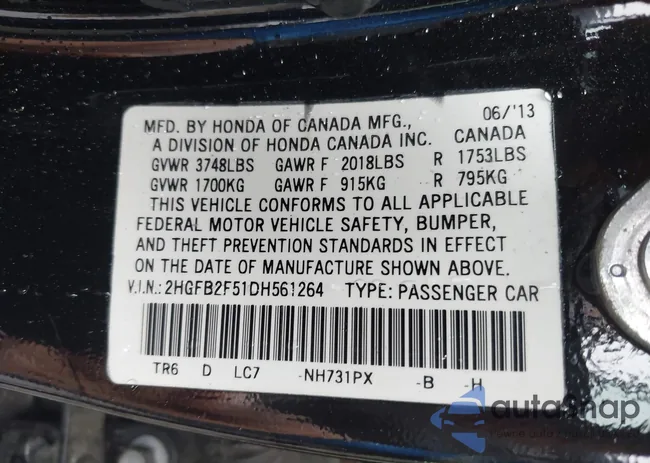 06/'13
MFD. BY HONDA OF CANADA MFG.,
A DIVISION OF HONDA CANADA INC. CANADA
GVWR 3748LBS GAWR F 2018LBS R 1753LBS
GVWR 1700KG GAWR F 915KG R 795KG
THIS VEHICLE CONFORMS TO ALL APPLICABLE
FEDERAL MOTOR VEHICLE SAFETY, BUMPER,
AND THEFT PREVENTION STANDARDS IN EFFECT
ON THE DATE OF MANUFACTURE SHOWN ABOVE.
V.I.N.: 2HGFB2F51DH561264 TYPE: PASSENGER CAR
TR6 D LC7 -NH731PX -B -H
autosnap